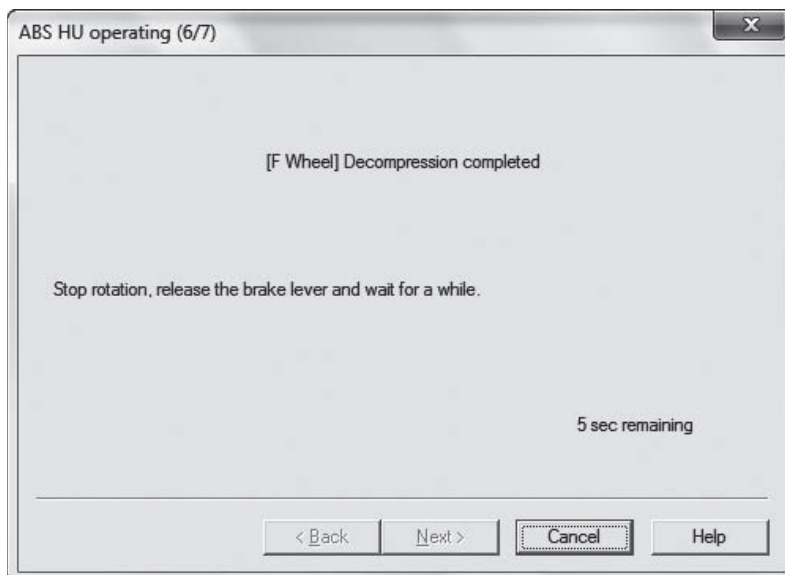 ABS HU operating (6/7)
[F Wheel] Decompression completed
Stop rotation, release the brake lever and wait for a while.
5 sec remaining
< Back
Next >
Cancel
Help